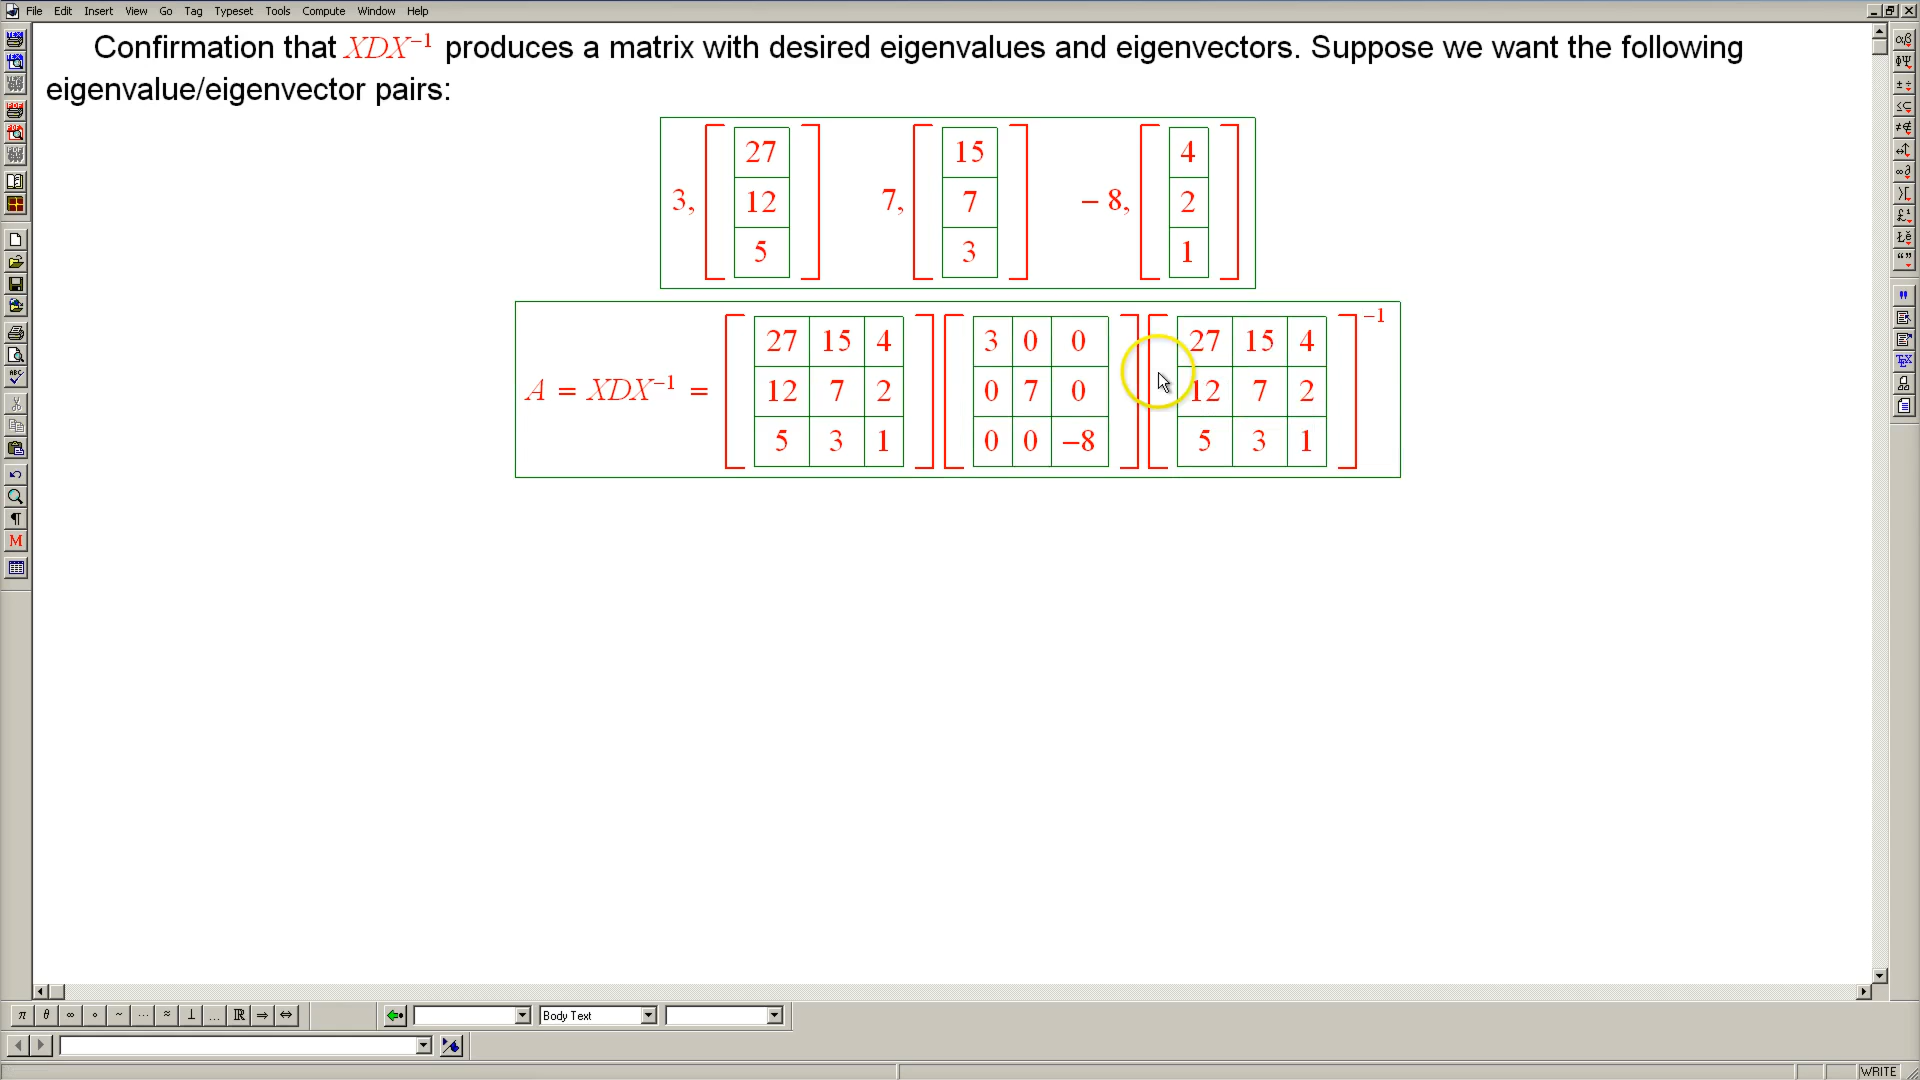 File Edit Insert View Go Tag Typeset Tools Compute Window Help
Confirmation that XDX⁻¹ produces a matrix with desired eigenvalues and eigenvectors. Suppose we want the following
eigenvalue/eigenvector pairs:
3, [27 12 5] 7, [15 7 3] − 8, [4 2 1]
27 15 4 3 0 0 27 15 4 −1
A = XDX⁻¹ = 12 7 2 0 7 0 12 7 2
5 3 1 0 0 −8 5 3 1
π θ ∞ ∘ ~ ⋯ ≈ ⊥ … ℝ ⇒ ⇔ Body Text
WRITE